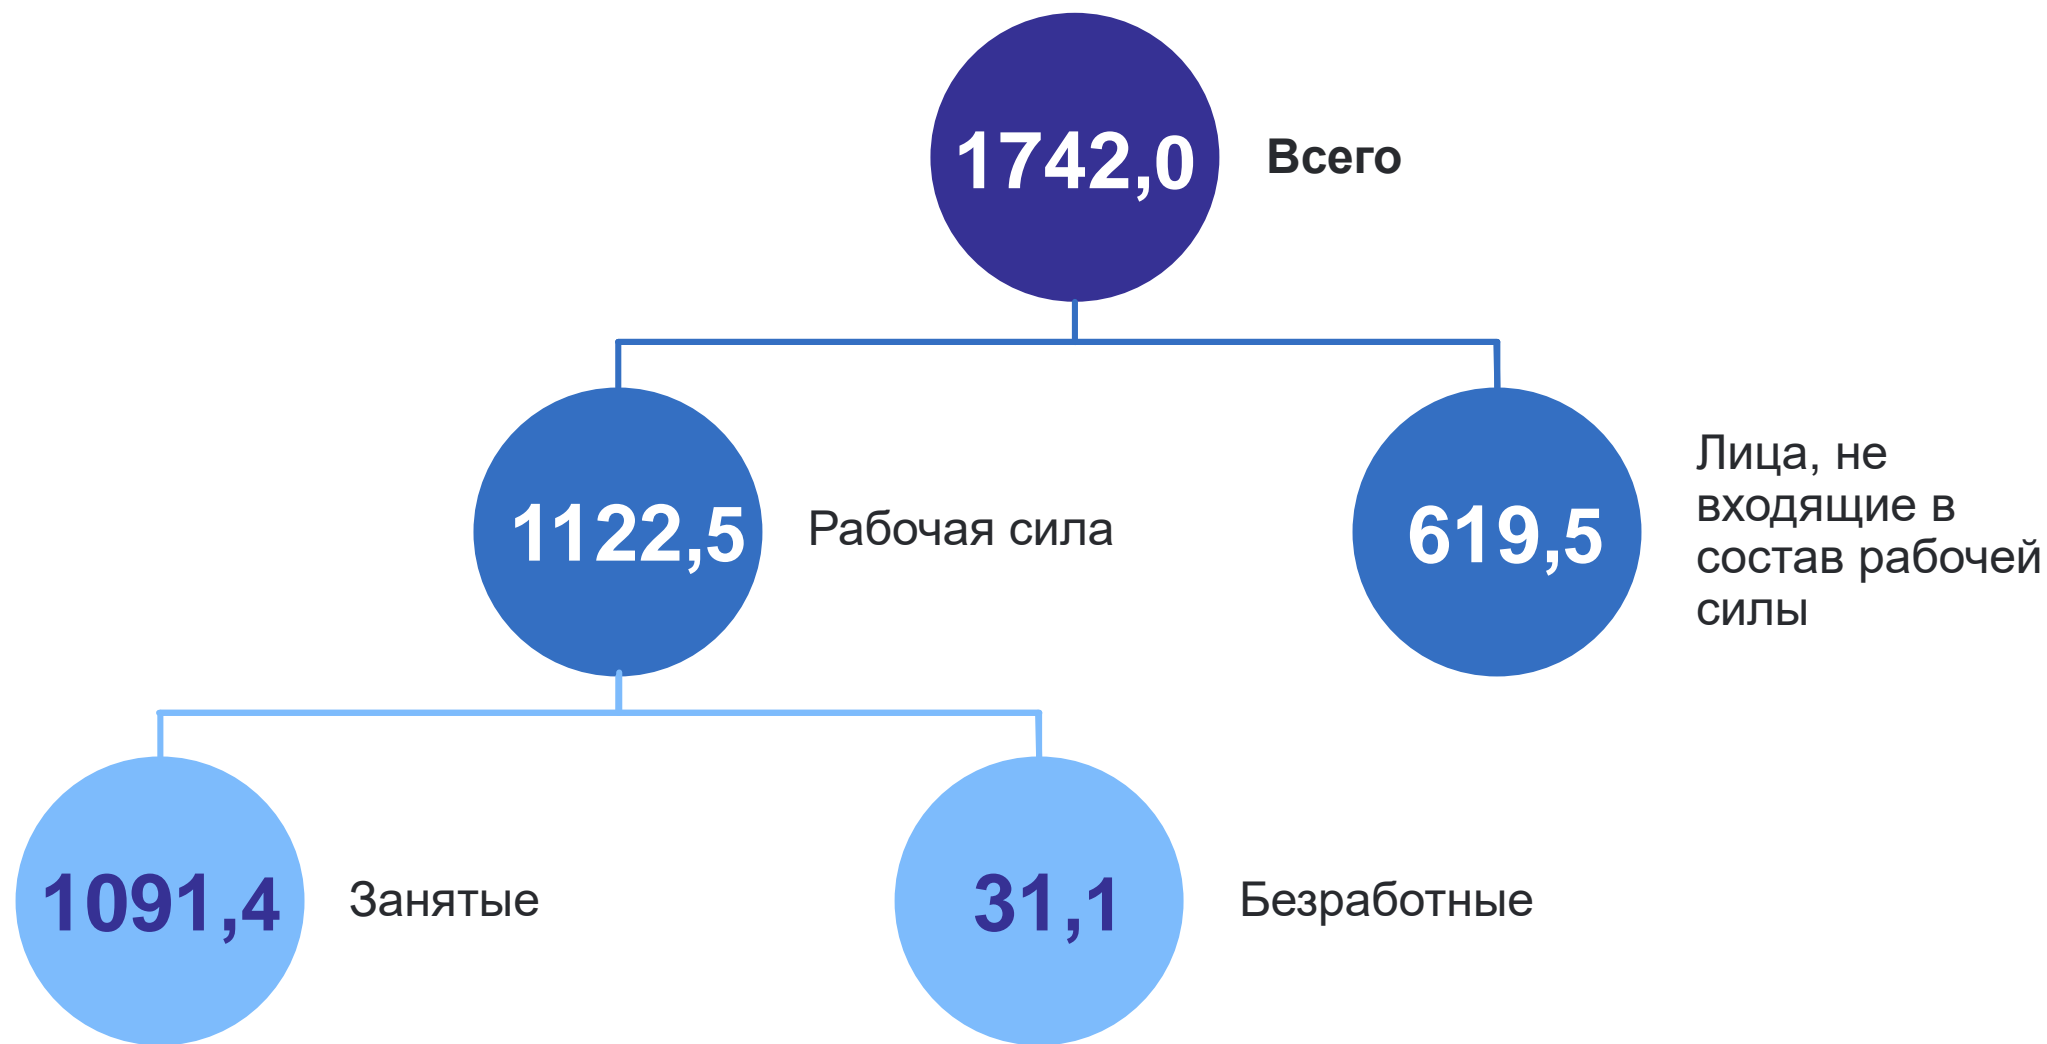 1742,0
Всего
1122,5
Рабочая сила
619,5
Лица, не
входящие в
состав рабочей
силы
1091,4
Занятые
31,1
Безработные